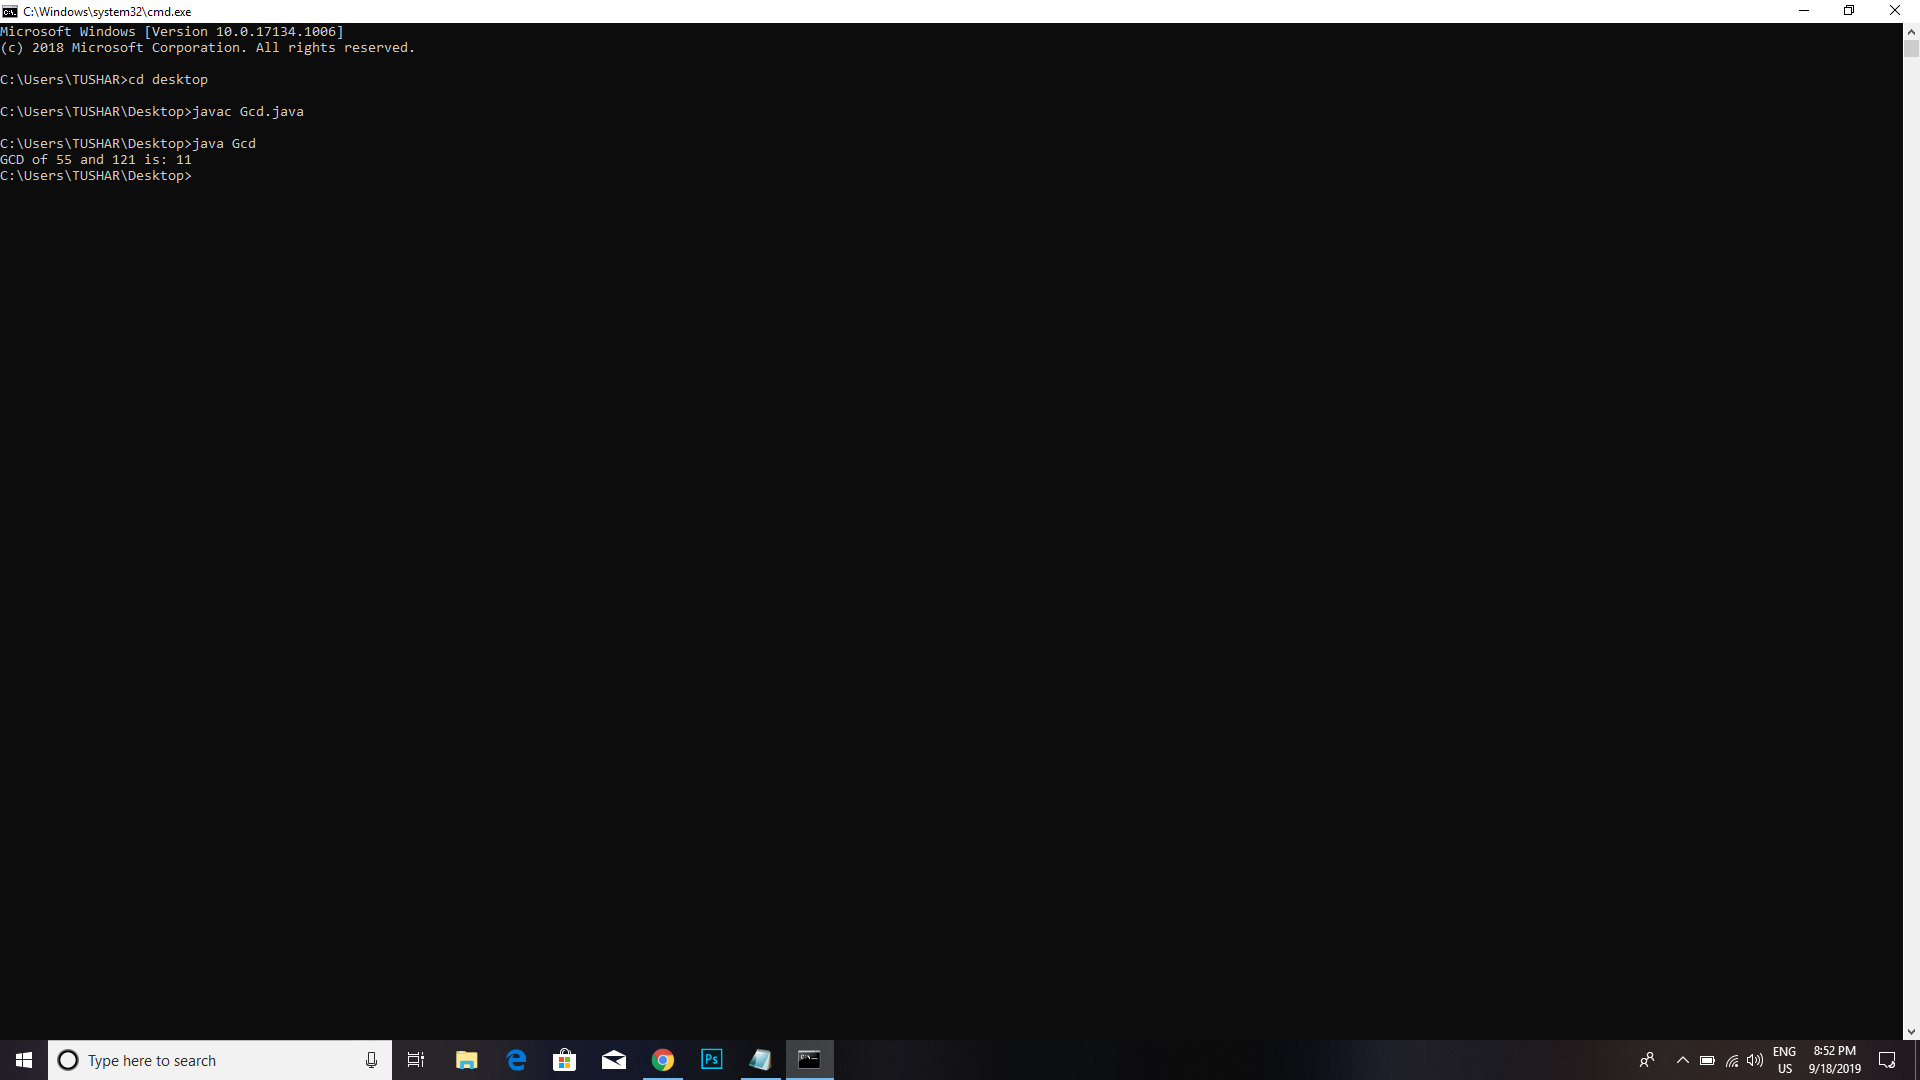 C:\Windows\system32\cmd.exe
Microsoft Windows [Version 10.0.17134.1006]
(c) 2018 Microsoft Corporation. All rights reserved.
C:\Users\TUSHAR>cd desktop
C:\Users\TUSHAR\Desktop>javac Gcd.java
C:\Users\TUSHAR\Desktop>java Gcd
GCD of 55 and 121 is: 11
C:\Users\TUSHAR\Desktop>
Type here to search
Ps
ENG
US
8:52 PM
9/18/2019